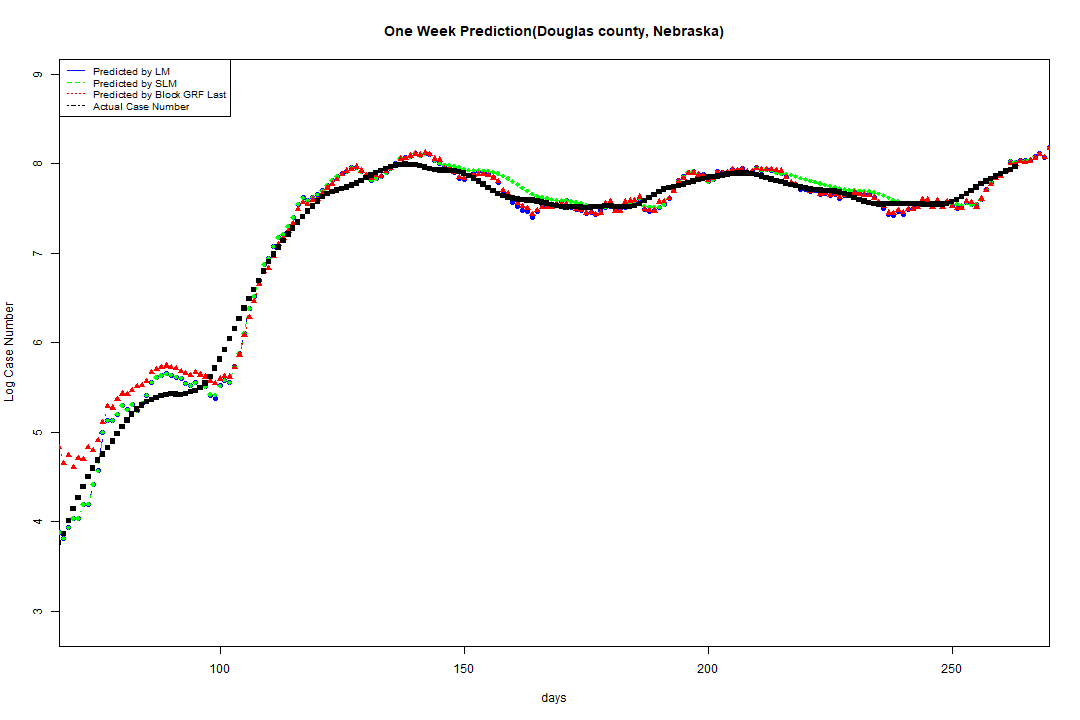 One Week Prediction(Douglas county, Nebraska)
Predicted by LM
Predicted by SLM
Predicted by Block GRF Last
Actual Case Number
9
8
7
6
5
4
3
Log Case Number
100
150
200
250
days